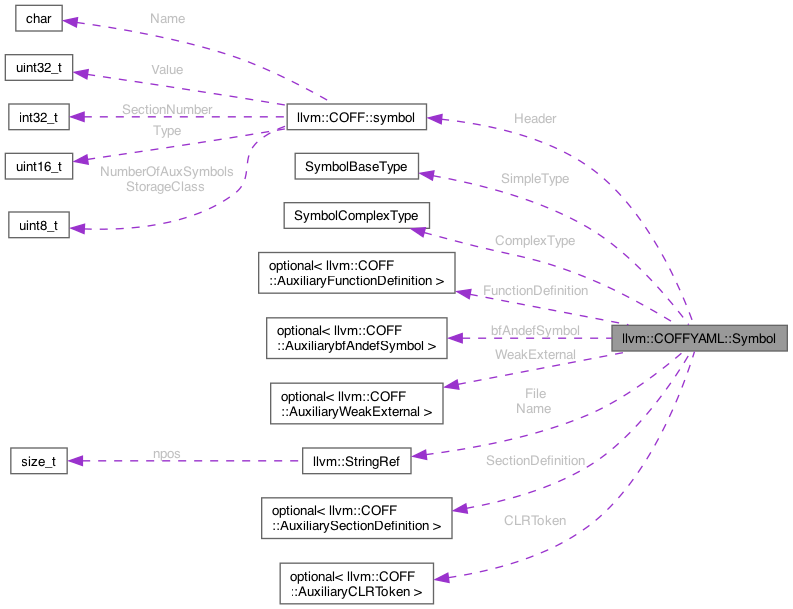 char
Name
uint32_t
Value
int32_t
SectionNumber
llvm::COFF::symbol
Header
Type
uint16_t
SymbolBaseType
NumberOfAuxSymbols
StorageClass
SimpleType
uint8_t
SymbolComplexType
ComplexType
optional< llvm::COFF
::AuxiliaryFunctionDefinition >
FunctionDefinition
optional< llvm::COFF
::AuxiliarybfAndefSymbol >
bfAndefSymbol
llvm::COFFYAML::Symbol
WeakExternal
optional< llvm::COFF
::AuxiliaryWeakExternal >
File
Name
size_t
npos
llvm::StringRef
SectionDefinition
optional< llvm::COFF
::AuxiliarySectionDefinition >
CLRToken
optional< llvm::COFF
::AuxiliaryCLRToken >